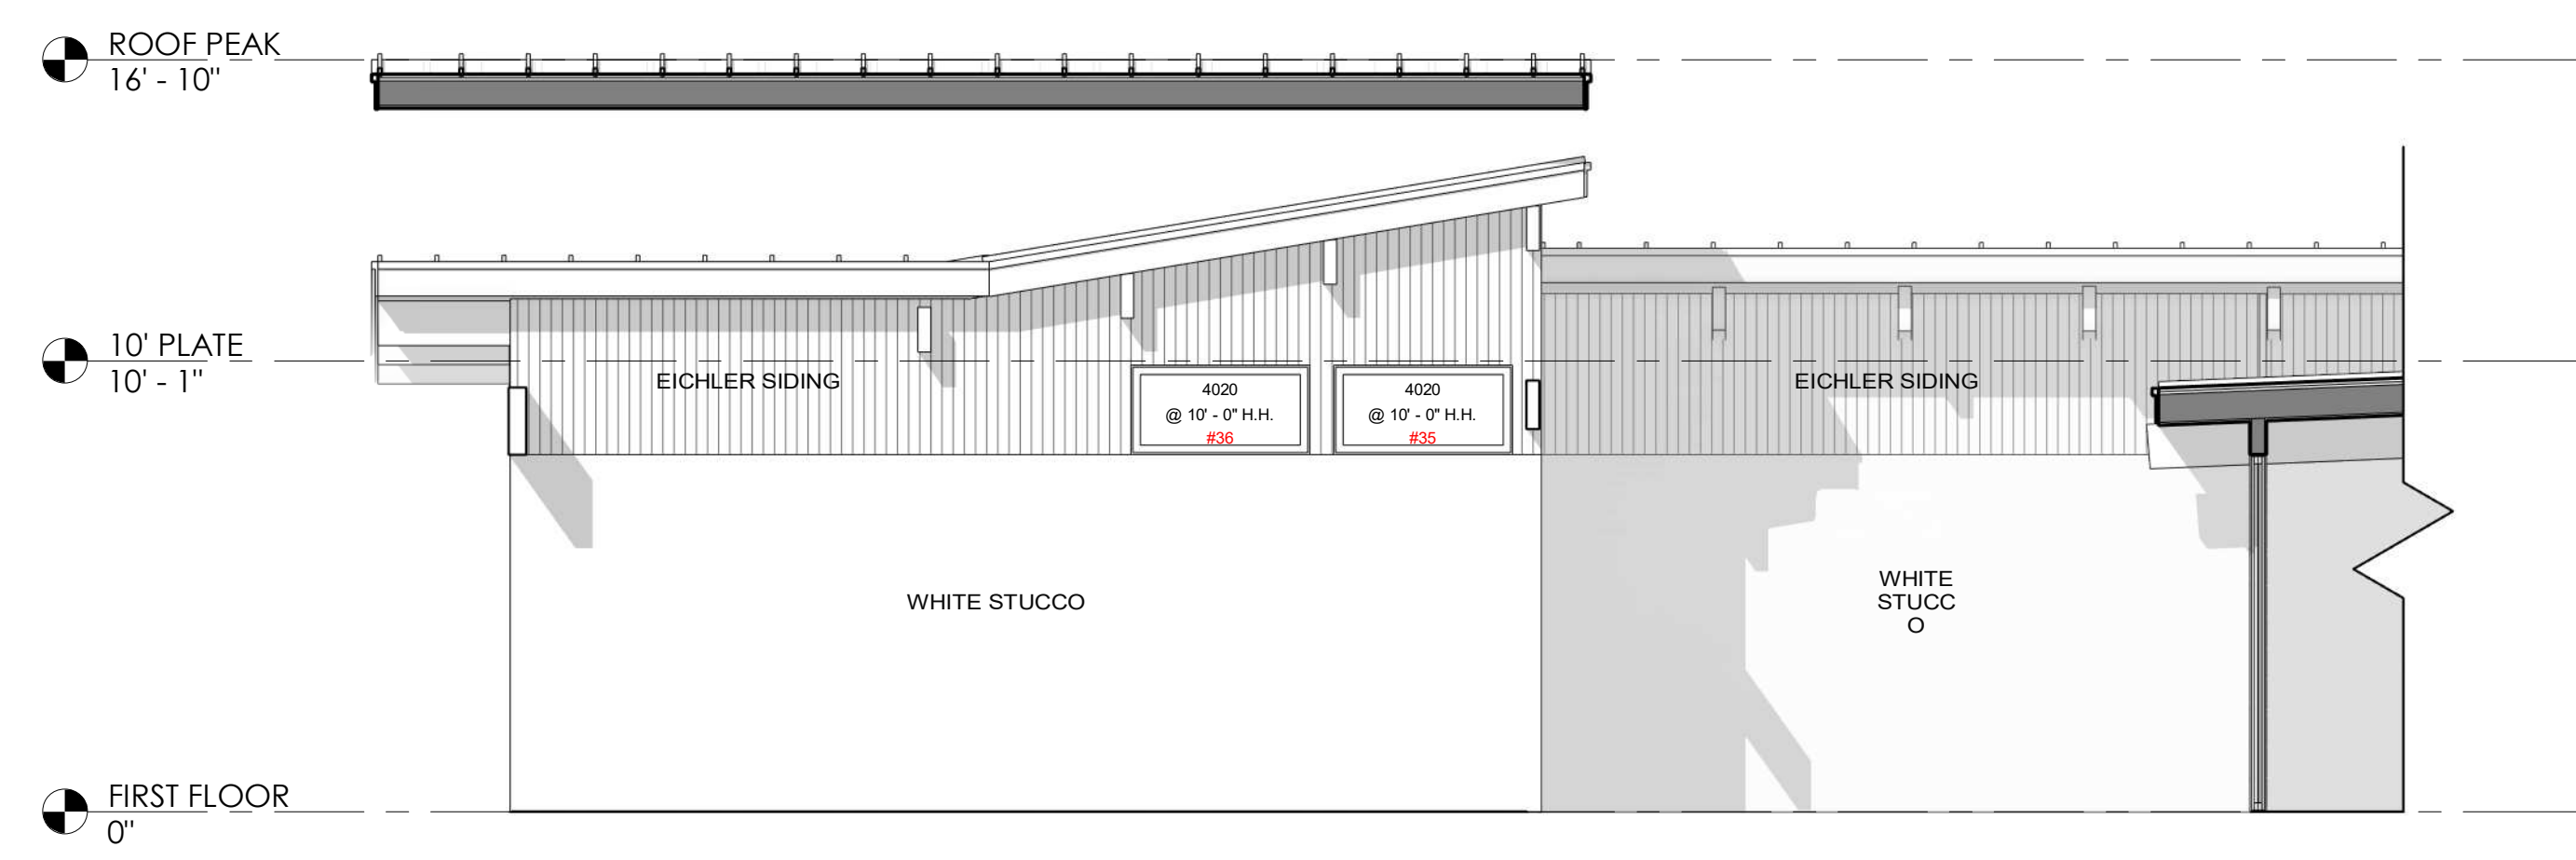 ROOF PEAK
16' - 10"
10' PLATE
10' - 1"
EICHLER SIDING
4020
@ 10' - 0" H.H.
#36
4020
@ 10' - 0" H.H.
#35
EICHLER SIDING
WHITE STUCCO
WHITE
STUCC
O
FIRST FLOOR
0"